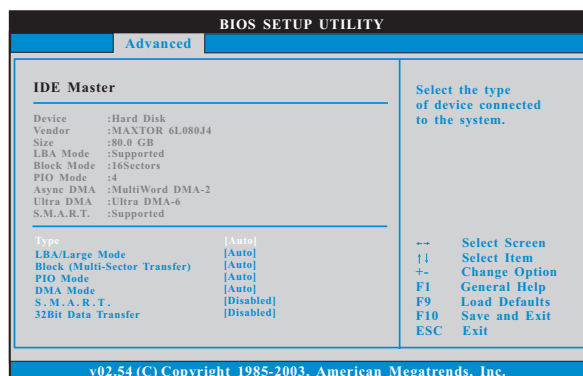 BIOS SETUP UTILITY
Advanced
IDE Master
Device :Hard Disk
Vendor :MAXTOR 6L080J4
Size :80.0 GB
LBA Mode :Supported
Block Mode :16Sectors
PIO Mode :4
Async DMA :MultiWord DMA-2
Ultra DMA :Ultra DMA-6
S.M.A.R.T. :Supported
Type [Auto]
LBA/Large Mode [Auto]
Block (Multi-Sector Transfer) [Auto]
PIO Mode [Auto]
DMA Mode [Auto]
S.M.A.R.T. [Disabled]
32Bit Data Transfer [Disabled]
Select the type
of device connected
to the system.
←→ Select Screen
↑↓ Select Item
+- Change Option
F1 General Help
F9 Load Defaults
F10 Save and Exit
ESC Exit
v02.54 (C) Copyright 1985-2003, American Megatrends, Inc.